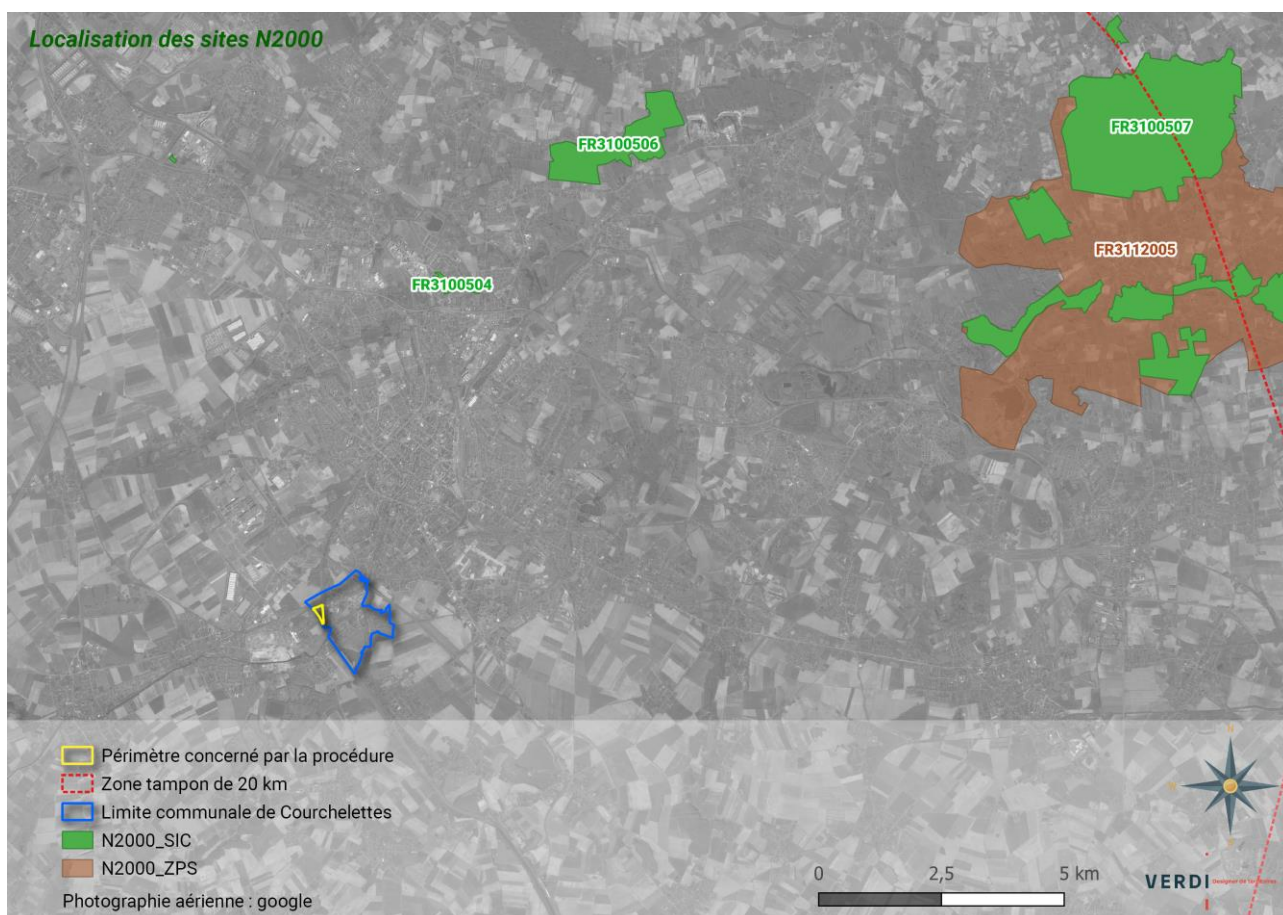 Localisation des sites N2000
FR3100506
FR3100507
FR3112005
FR3100504
Périmètre concerné par la procédure
Zone tampon de 20 km
Limite communale de Courchelettes
N2000_SIC
N2000_ZPS
Photographie aérienne : google
0 2,5 5 km
N
VERDI